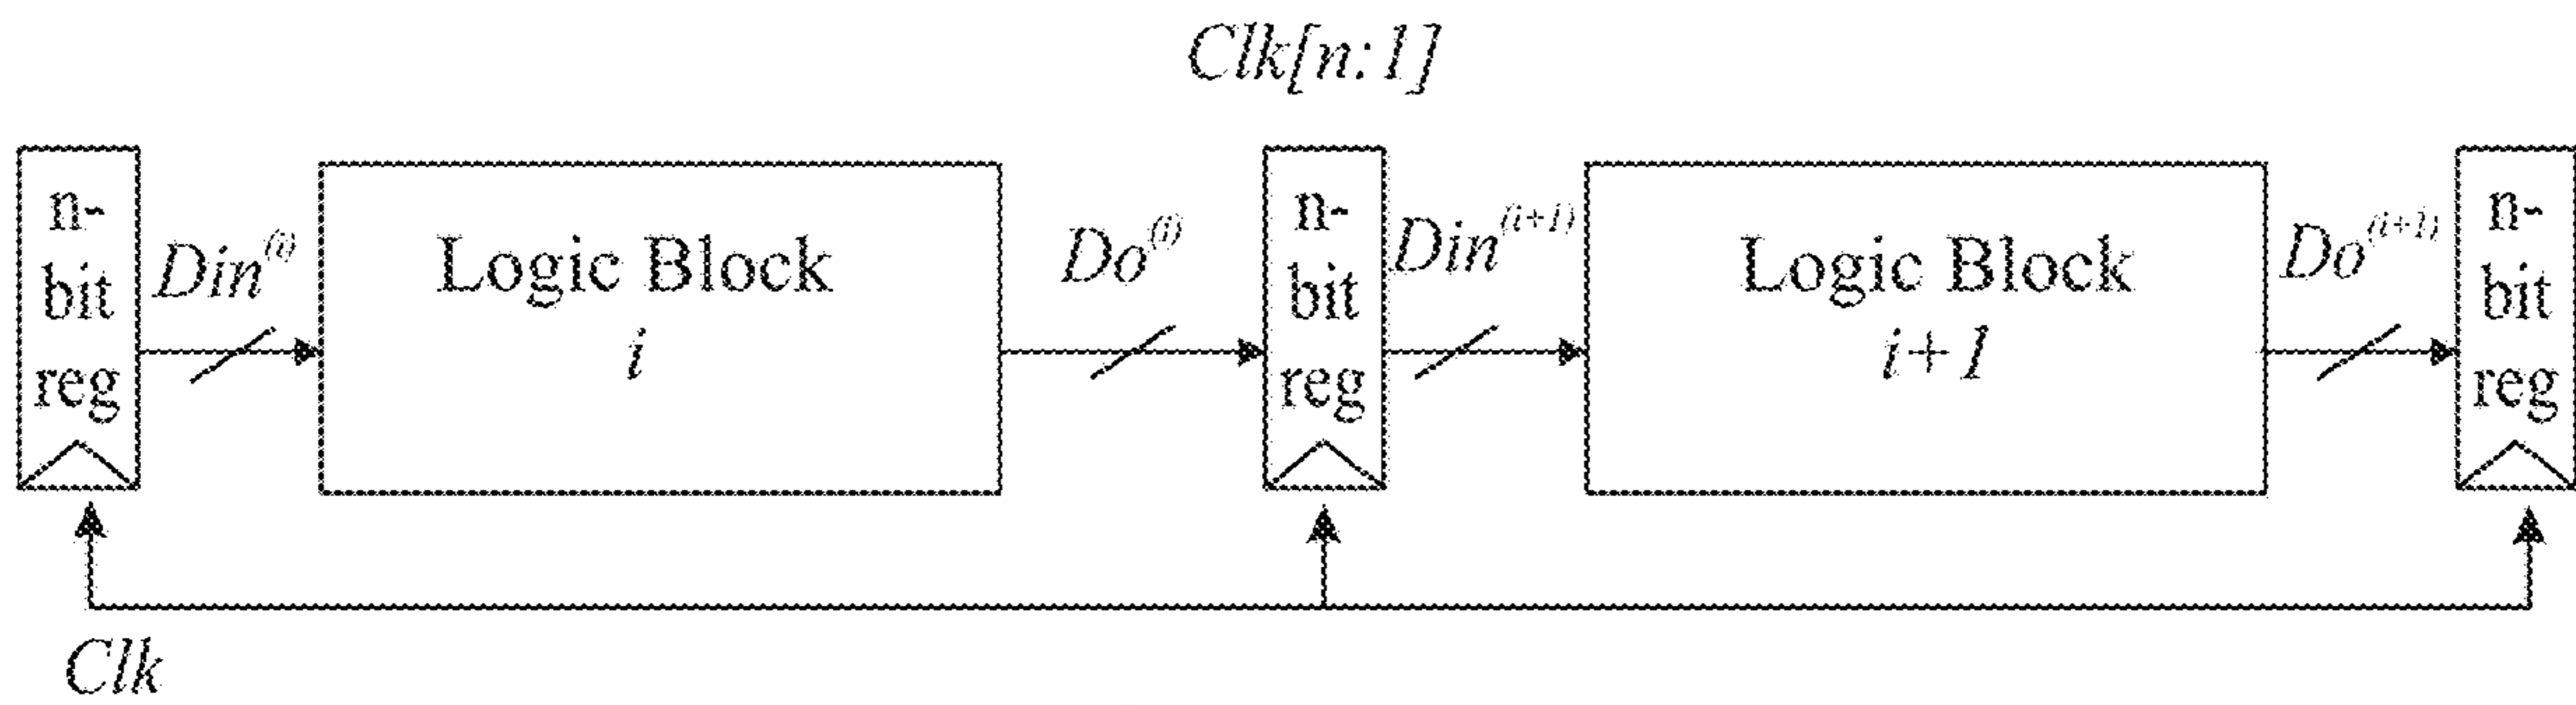 Clk[n:1]
n-
bit
reg
Din^(i)
Logic Block
i
Do^(i)
n-
bit
reg
Din^(i+1)
Logic Block
i+1
Do^(i+1)
n-
bit
reg
Clk